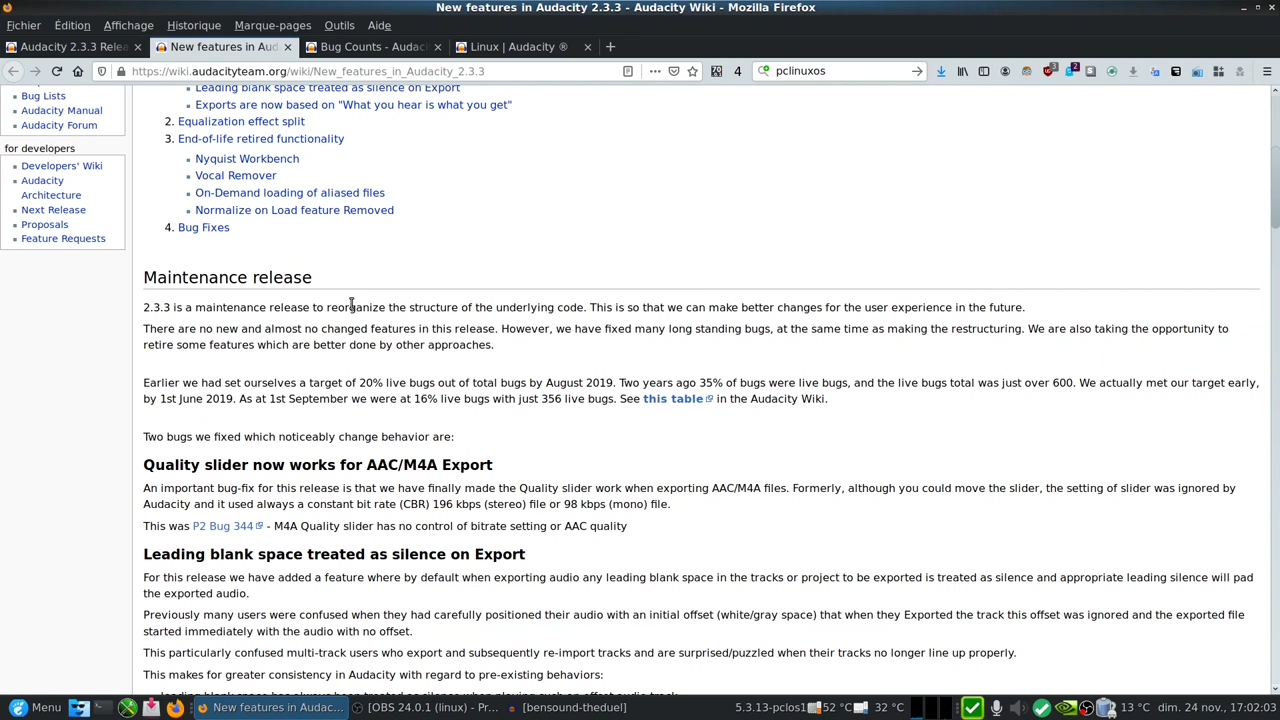 New features in Audacity 2.3.3 - Audacity Wiki - Mozilla Firefox
Fichier Édition Affichage Historique Marque-pages Outils Aide
Audacity 2.3.3 Relea × New features in Aud × Bug Counts - Audac × Linux | Audacity ® × +
https://wiki.audacityteam.org/wiki/New_features_in_Audacity_2.3.3 4 pclinuxos
Bug Lists
Audacity Manual
Audacity Forum
for developers
Developers' Wiki
Audacity
Architecture
Next Release
Proposals
Feature Requests
Leading blank space treated as silence on Export
Exports are now based on "What you hear is what you get"
2. Equalization effect split
3. End-of-life retired functionality
Nyquist Workbench
Vocal Remover
On-Demand loading of aliased files
Normalize on Load feature Removed
4. Bug Fixes
Maintenance release
2.3.3 is a maintenance release to reorganize the structure of the underlying code. This is so that we can make better changes for the user experience in the future.
There are no new and almost no changed features in this release. However, we have fixed many long standing bugs, at the same time as making the restructuring. We are also taking the opportunity to
retire some features which are better done by other approaches.
Earlier we had set ourselves a target of 20% live bugs out of total bugs by August 2019. Two years ago 35% of bugs were live bugs, and the live bugs total was just over 600. We actually met our target early,
by 1st June 2019. As at 1st September we were at 16% live bugs with just 356 live bugs. See this table in the Audacity Wiki.
Two bugs we fixed which noticeably change behavior are:
Quality slider now works for AAC/M4A Export
An important bug-fix for this release is that we have finally made the Quality slider work when exporting AAC/M4A files. Formerly, although you could move the slider, the setting of slider was ignored by
Audacity and it used always a constant bit rate (CBR) 196 kbps (stereo) file or 98 kbps (mono) file.
This was P2 Bug 344 - M4A Quality slider has no control of bitrate setting or AAC quality
Leading blank space treated as silence on Export
For this release we have added a feature where by default when exporting audio any leading blank space in the tracks or project to be exported is treated as silence and appropriate leading silence will pad
the exported audio.
Previously many users were confused when they had carefully positioned their audio with an initial offset (white/gray space) that when they Exported the track this offset was ignored and the exported file
started immediately with the audio with no offset.
This particularly confused multi-track users who export and subsequently re-import tracks and are surprised/puzzled when their tracks no longer line up properly.
This makes for greater consistency in Audacity with regard to pre-existing behaviors:
Menu New features in Audac... [OBS 24.0.1 (linux) - Pr... [bensound-theduel] 5.3.13-pclos1 52 °C 32 °C 13 °C dim. 24 nov., 17:02:03